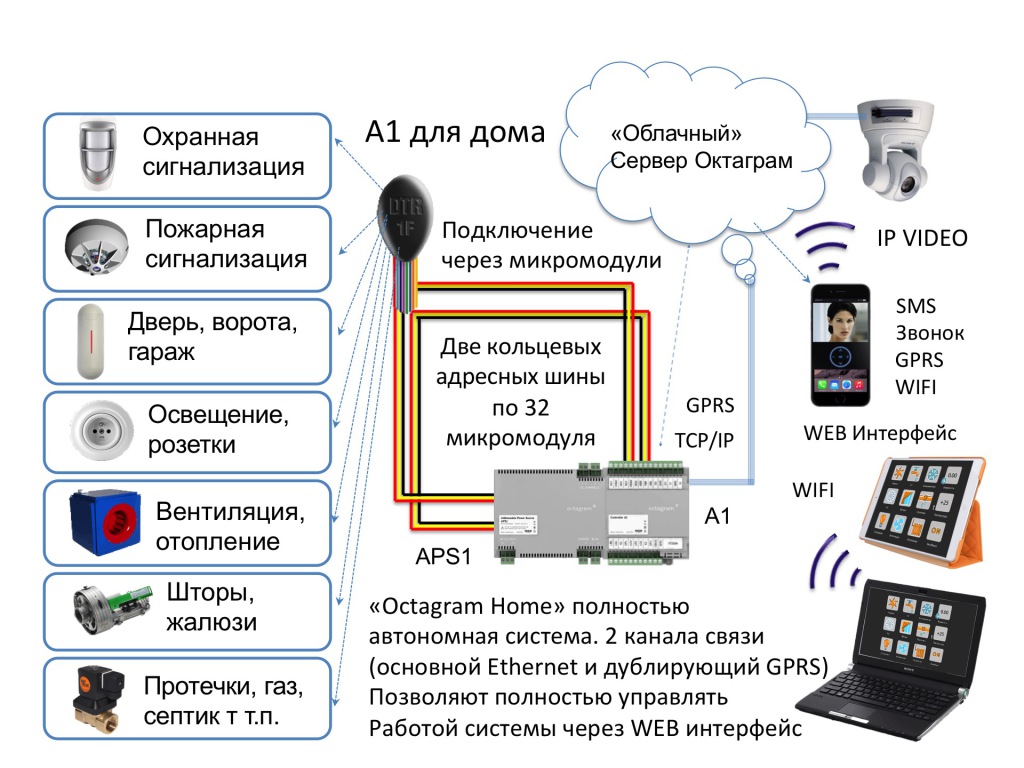 А1 для дома
Охранная
сигнализация
Пожарная
сигнализация
Дверь, ворота,
гараж
Освещение,
розетки
Вентиляция,
отопление
Шторы,
жалюзи
Протечки, газ,
септик т т.п.
DTR
1F
Подключение
через микромодули
Две кольцевых
адресных шины
по 32
микромодуля
«Облачный»
Сервер Октаграм
IP VIDEO
SMS
Звонок
GPRS
WIFI
WEB Интерфейс
GPRS
TCP/IP
WIFI
А1
APS1
octagram
octagram
«Octagram Home» полностью
автономная система. 2 канала связи
(основной Ethernet и дублирующий GPRS)
Позволяют полностью управлять
Работой системы через WEB интерфейс